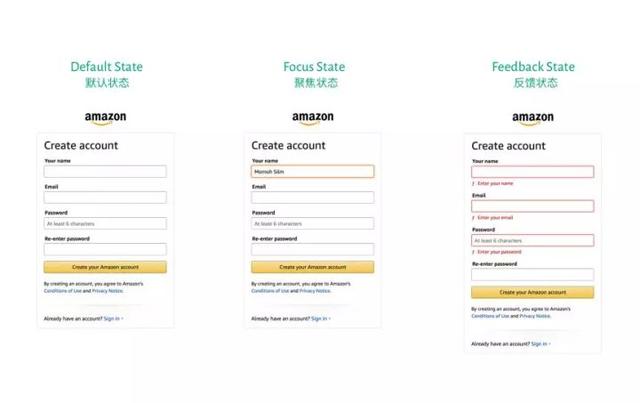 Default State
默认状态
amazon
Create account
Your name
Email
Password
At least 6 characters
Re-enter password
Create your Amazon account
By creating an account, you agree to Amazon's
Conditions of Use and Privacy Notice.
Already have an account? Sign in
Focus State
聚焦状态
amazon
Create account
Your name
Momoh Silm
Email
Password
At least 6 characters
Re-enter password
Create your Amazon account
By creating an account, you agree to Amazon's
Conditions of Use and Privacy Notice.
Already have an account? Sign in
Feedback State
反馈状态
amazon
Create account
Your name
Enter your name
Email
Enter your email
Password
At least 6 characters
Enter your password
Re-enter password
Create your Amazon account
By creating an account, you agree to Amazon's
Conditions of Use and Privacy Notice.
Already have an account? Sign in